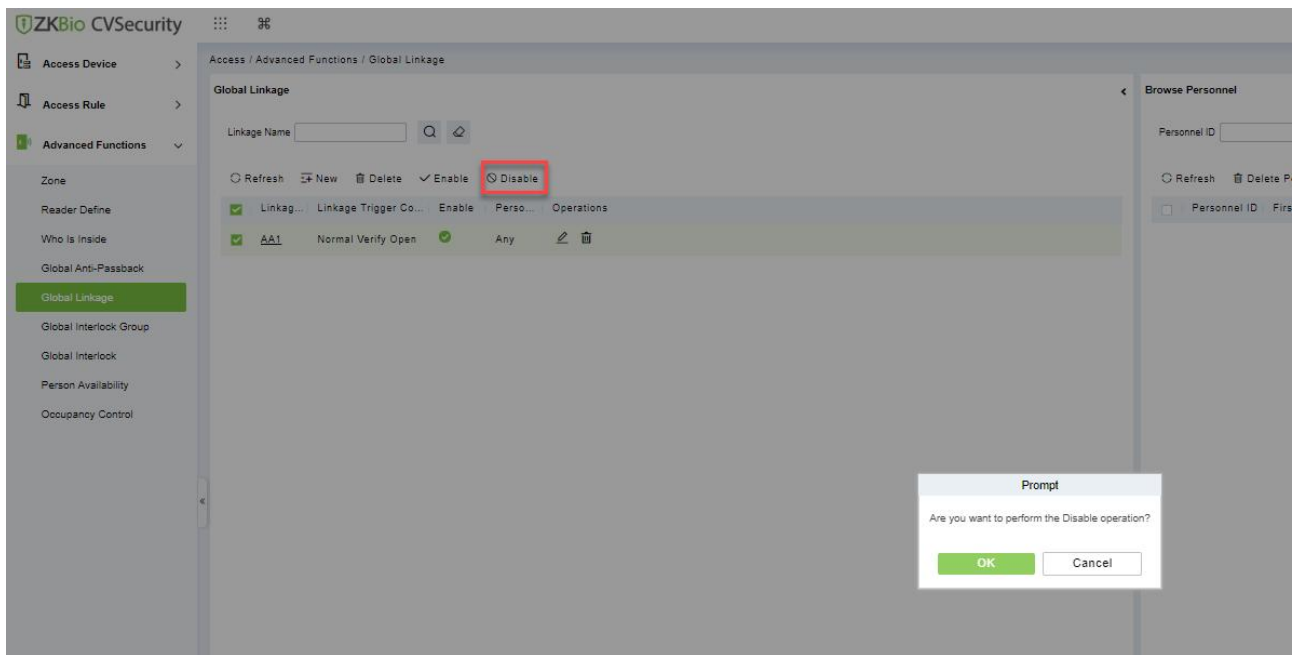 ZKBio CVSecurity
Access Device
Access Rule
Advanced Functions
Zone
Reader Define
Who Is Inside
Global Anti-Passback
Global Linkage
Global Interlock Group
Global Interlock
Person Availability
Occupancy Control
Access / Advanced Functions / Global Linkage
Global Linkage
Linkage Name
Refresh New Delete Enable Disable
Linkag... Linkage Trigger Co... Enable Perso... Operations
AA1 Normal Verify Open Any
Browse Personnel
Personnel ID
Refresh Delete Pe
Personnel ID Firs
Prompt
Are you want to perform the Disable operation?
OK Cancel